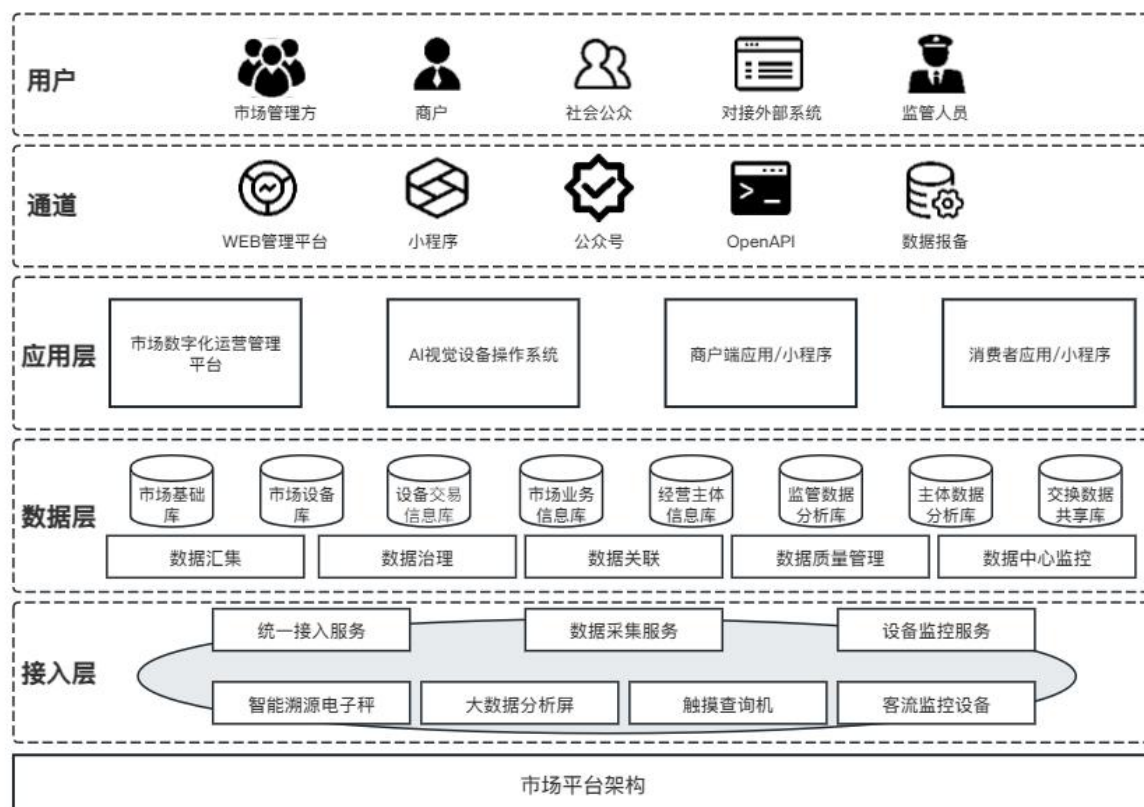 用户
市场管理方
商户
社会公众
对接外部系统
监管人员
通道
WEB管理平台
小程序
公众号
OpenAPI
数据报备
应用层
市场数字化运营管理
平台
AI视觉设备操作系统
商户端应用/小程序
消费者应用/小程序
数据层
市场基础
库
市场设备
库
设备交易
信息库
市场业务
信息库
经营主体
信息库
监管数据
分析库
主体数据
分析库
交换数据
共享库
数据汇集
数据治理
数据关联
数据质量管理
数据中心监控
接入层
统一接入服务
数据采集服务
设备监控服务
智能溯源电子秤
大数据分析屏
触摸查询机
客流监控设备
市场平台架构